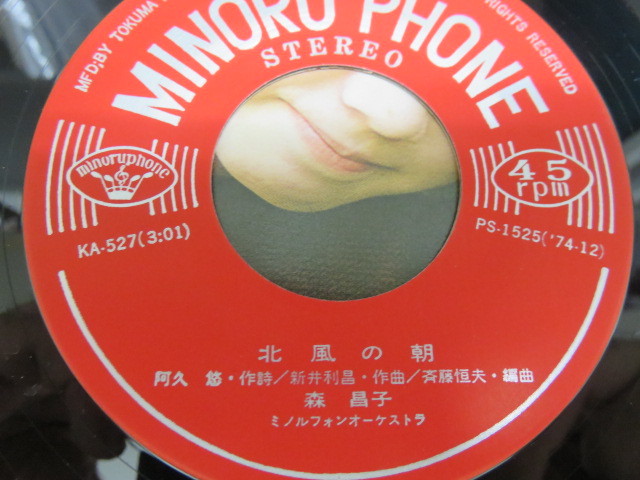 MFD;BY TOKUMA
RIGHTS RESERVED
MINORU PHONE
STEREO
minoruphone
45
rpm
KA-527(3:01)
PS-1525('74-12)
北風の朝
阿久 悠・作詩/新井利昌・作曲/斉藤恒夫・編曲
森 昌子
ミノルフォンオーケストラ